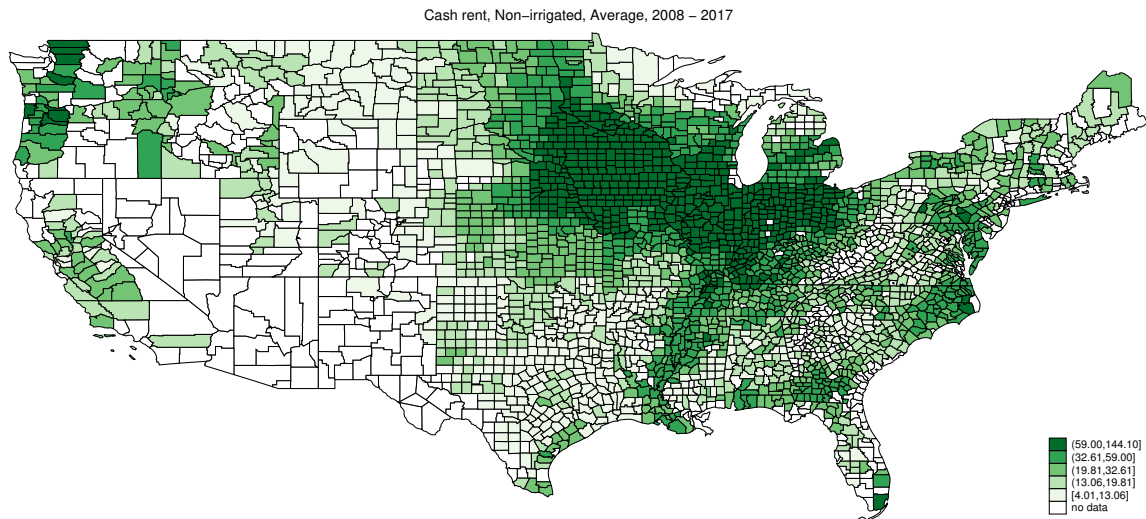 Cash rent, Non−irrigated, Average, 2008 − 2017
(59.00,144.10]
(32.61,59.00]
(19.81,32.61]
(13.06,19.81]
[4.01,13.06]
no data